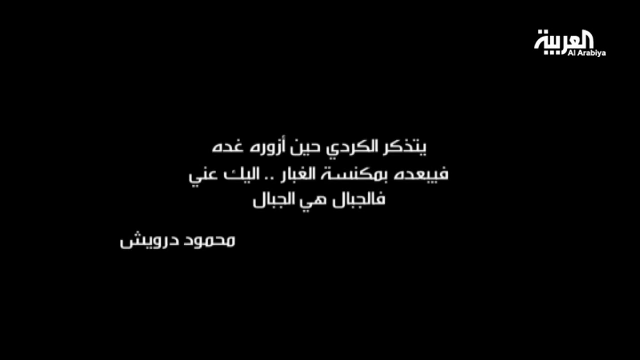 العربية
Al Arabiya
يتذكر الكردي حين أزوره غده
فيبعده بمكنسة الغبار .. اليك عني
فالجبال هي الجبال
محمود درويش